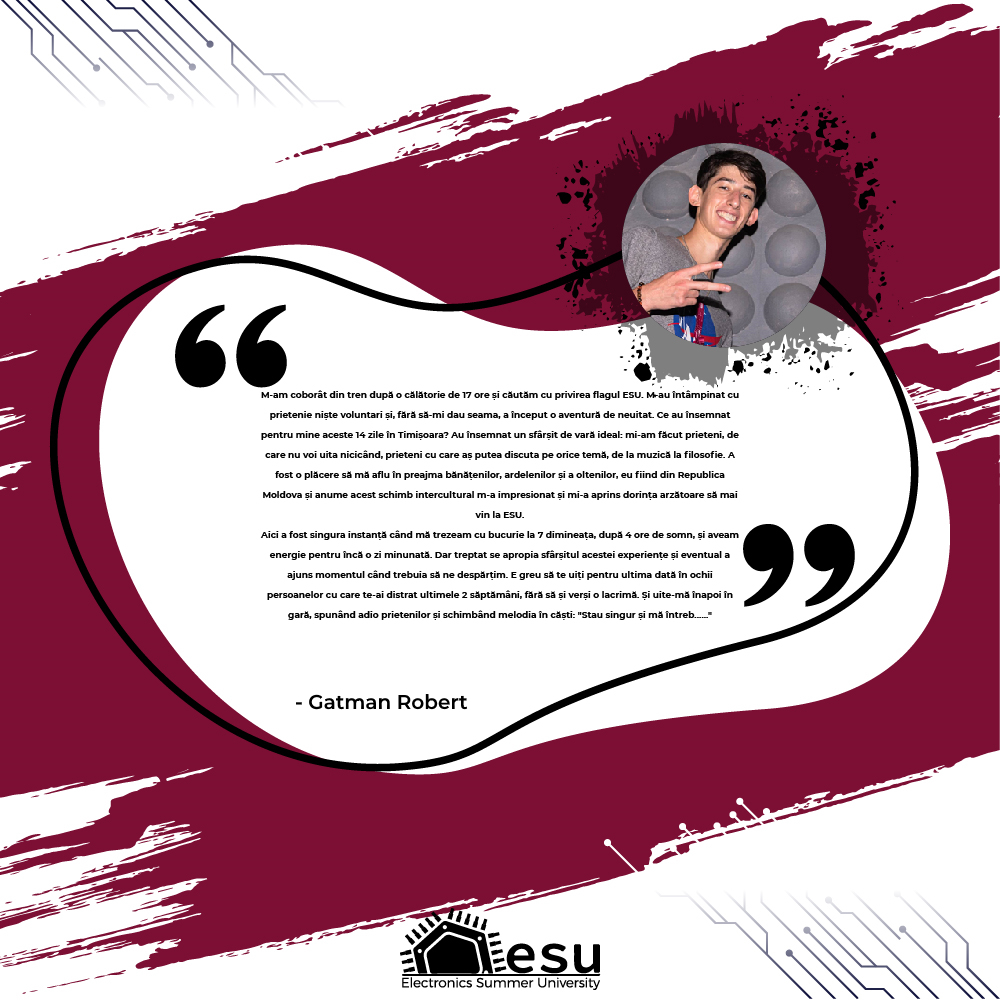 M-am coborât din tren după o călătorie de 17 ore și căutăm cu privirea flagul ESU. M-au întâmpinat cu
prietenie niște voluntari și, fără să-mi dau seama, a început o aventură de neuitat. Ce au însemnat
pentru mine aceste 14 zile în Timișoara? Au însemnat un sfârșit de vară ideal: mi-am făcut prieteni, de
care nu voi uita nicicând, prieteni cu care aș putea discuta pe orice temă, de la muzică la filosofie. A
fost o plăcere să mă aflu în preajma bănățenilor, ardelenilor și a oltenilor, eu fiind din Republica
Moldova și anume acest schimb intercultural m-a impresionat și mi-a aprins dorința arzătoare să mai
vin la ESU.
Aici a fost singura instanță când mă trezeam cu bucurie la 7 dimineața, după 4 ore de somn, și aveam
energie pentru încă o zi minunată. Dar treptat se apropia sfârșitul acestei experiențe și eventual a
ajuns momentul când trebuia să ne despărțim. E greu să te uiți pentru ultima dată în ochii
persoanelor cu care te-ai distrat ultimele 2 săptămâni, fără să și verși o lacrimă. Și uite-mă înapoi în
gară, spunând adio prietenilor și schimbând melodia în căști: "Stau singur și mă întreb......"
- Gatman Robert
esu
Electronics Summer University